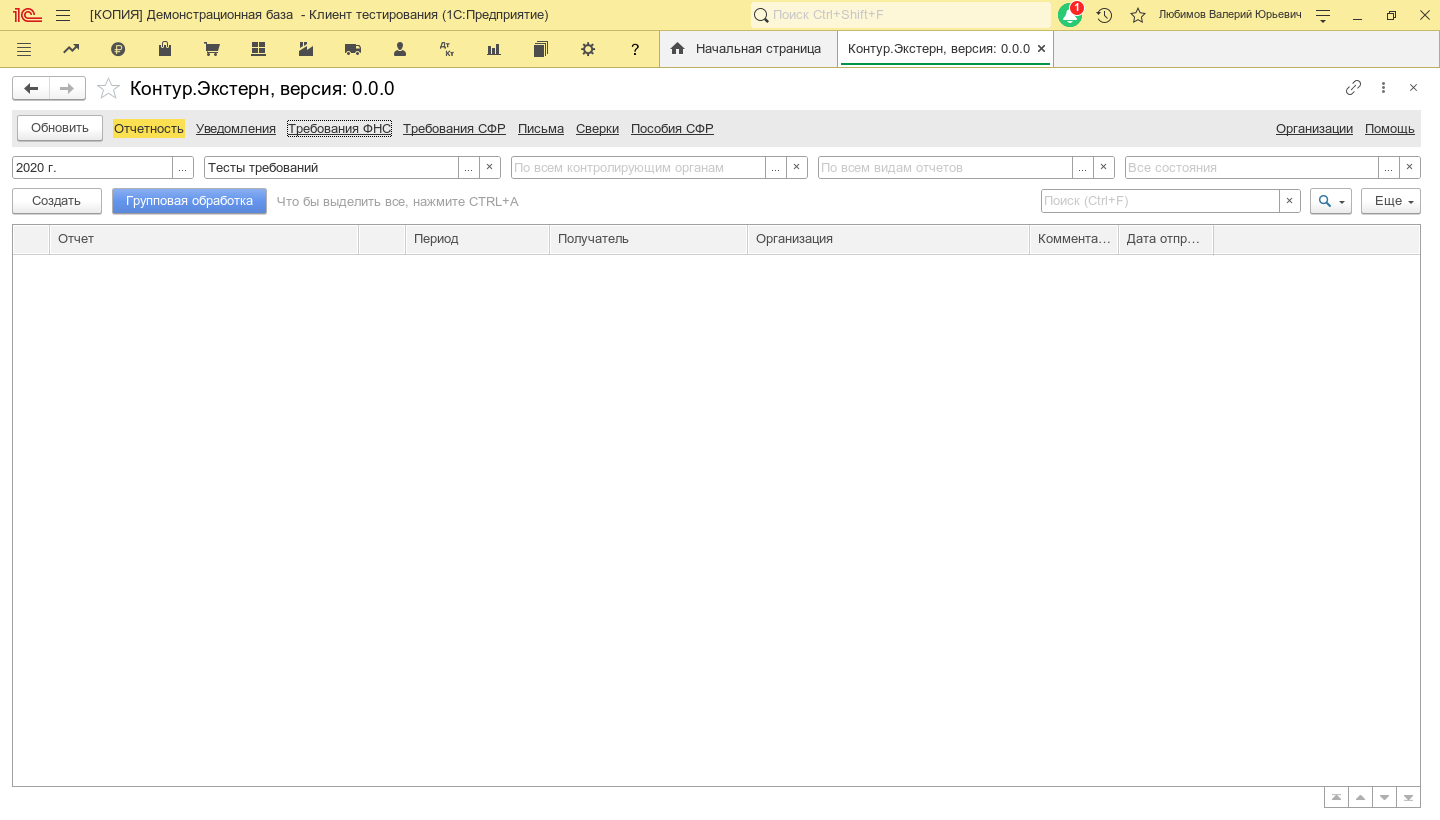 [КОПИЯ] Демонстрационная база - Клиент тестирования (1С:Предприятие) Поиск Ctrl+Shift+F 1 Любимов Валерий Юрьевич
Дт Кт ? Начальная страница Контур.Экстерн, версия: 0.0.0 ×
Контур.Экстерн, версия: 0.0.0
Обновить Отчетность Уведомления Требования ФНС Требования СФР Письма Сверки Пособия СФР Организации Помощь
2020 г. ... Тесты требований ... × По всем контролирующим органам ... × По всем видам отчетов ... × Все состояния ... ×
Создать Групповая обработка Что бы выделить все, нажмите CTRL+A Поиск (Ctrl+F) × Еще
Отчет Период Получатель Организация Коммента... Дата отпр...